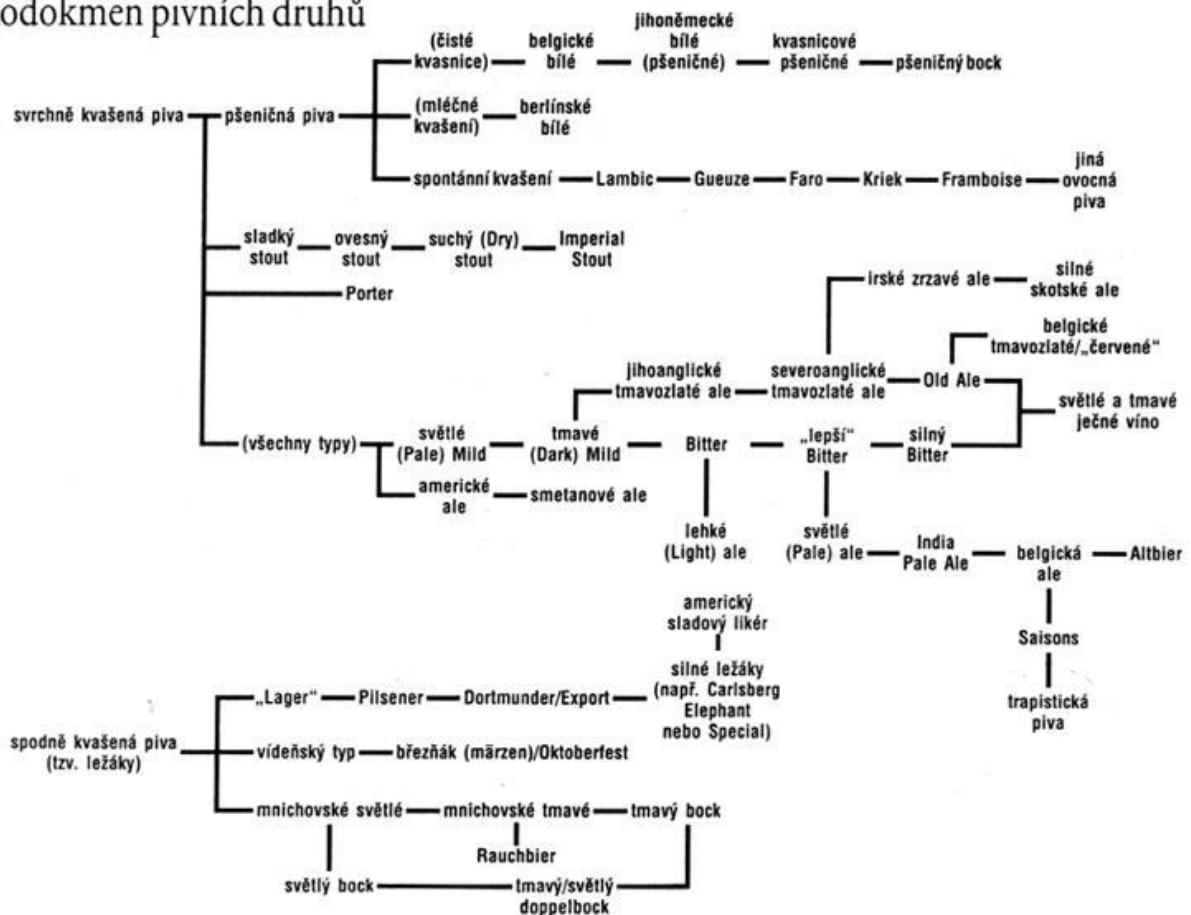 odokmen pivních druhů
(čisté
kvasnice)
belgické
bílé
jihoněmecké
bílé
(pšeničné)
kvasnicové
pšeničné
pšeničný bock
svrchně kvašená piva
pšeničná piva
(mléčné
kvašení)
berlínské
bílé
spontánní kvašení
Lambic
Gueuze
Faro
Kriek
Framboise
jiná
ovocná
piva
sladký
stout
ovesný
stout
suchý (Dry)
stout
Imperial
Stout
Porter
irské zrzavé ale
silné
skotské ale
belgické
tmavozlaté/„červené“
jihoanglické
tmavozlaté ale
severoanglické
tmavozlaté ale
Old Ale
světlé a tmavé
ječné víno
(všechny typy)
světlé
(Pale) Mild
tmavé
(Dark) Mild
Bitter
„lepší“
Bitter
silný
Bitter
americké
ale
smetanové ale
lehké
(Light) ale
světlé
(Pale) ale
India
Pale Ale
belgická
ale
Altbier
Saisons
trapistická
piva
americký
sladový likér
silné ležáky
(např. Carlsberg
Elephant
nebo Special)
„Lager“
Pilsener
Dortmunder/Export
spodně kvašená piva
(tzv. ležáky)
vídeňský typ
březňák (märzen)/Oktoberfest
mnichovské světlé
mnichovské tmavé
tmavý bock
Rauchbier
světlý bock
tmavý/světlý
doppelbock